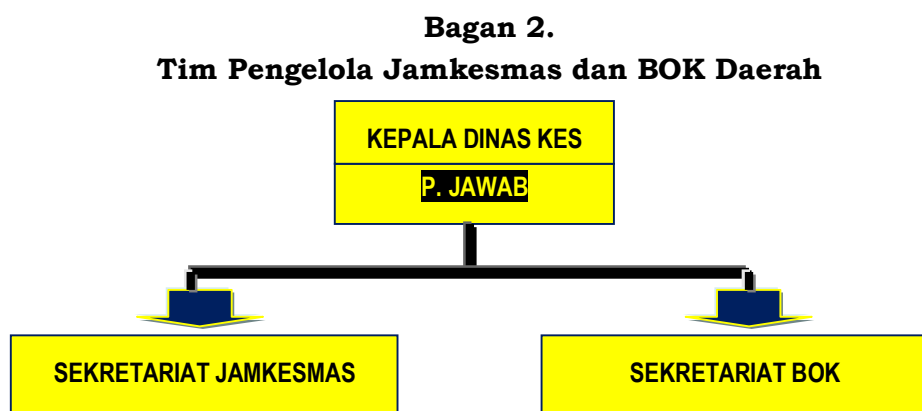 Bagan 2.
Tim Pengelola Jamkesmas dan BOK Daerah
KEPALA DINAS KES
P. JAWAB
SEKRETARIAT JAMKESMAS
SEKRETARIAT BOK